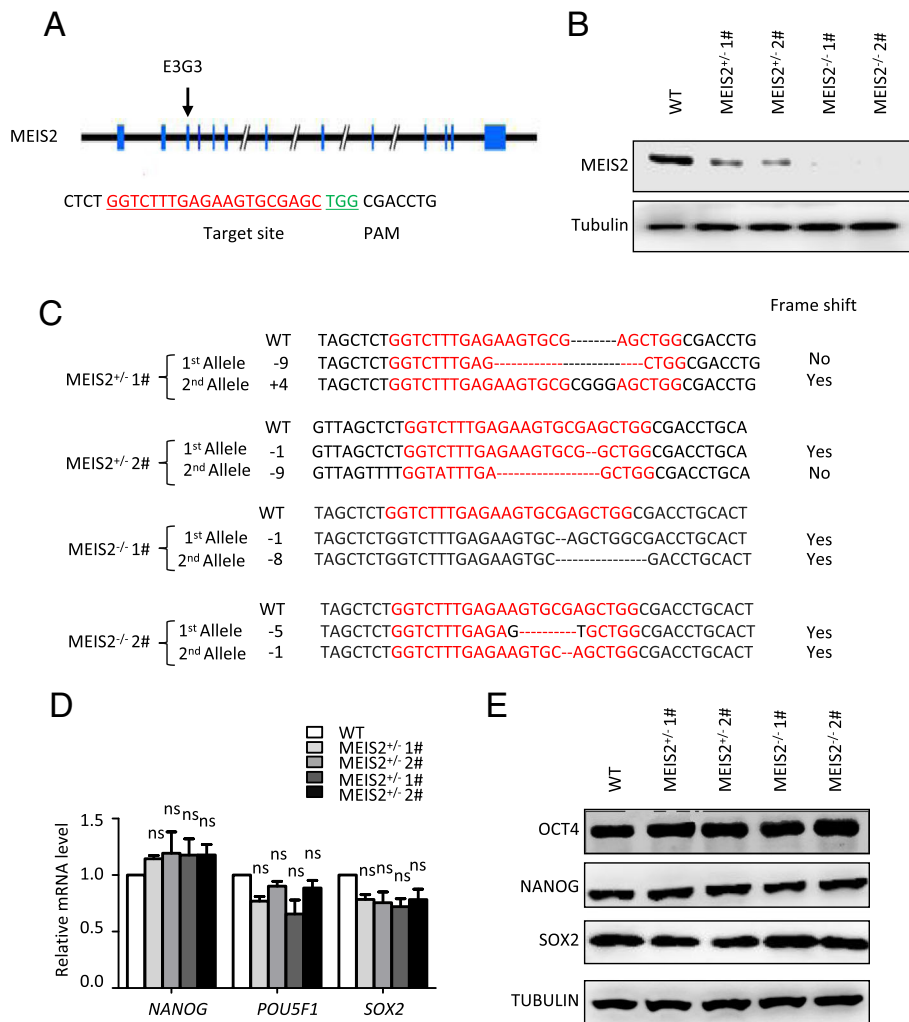 A
E3G3
MEIS2
CTCT GGTCTTTGAGAAGTGCGAGC TGG CGACCTG
Target site PAM
B
WT
MEIS2+/- 1#
MEIS2+/- 2#
MEIS2-/- 1#
MEIS2-/- 2#
MEIS2
Tubulin
C
Frame shift
WT TAGCTCTGGTCTTTGAGAAGTGCG--------AGCTGGCGACCTG
MEIS2+/- 1#
1st Allele -9 TAGCTCTGGTCTTTGAG------------------CTGGCGACCTG No
2nd Allele +4 TAGCTCTGGTCTTTGAGAAGTGCGCGGGAGCTGGCGACCTG Yes
WT GTTAGCTCTGGTCTTTGAGAAGTGCGAGCTGGCGACCTGCA
MEIS2+/- 2#
1st Allele -1 GTTAGCTCTGGTCTTTGAGAAGTGCG--GCTGGCGACCTGCA Yes
2nd Allele -9 GTTAGTTTTGGTATTTGA-----------------GCTGGCGACCTGCA No
WT TAGCTCTGGTCTTTGAGAAGTGCGAGCTGGCGACCTGCACT
MEIS2-/- 1#
1st Allele -1 TAGCTCTGGTCTTTGAGAAGTGC--AGCTGGCGACCTGCACT Yes
2nd Allele -8 TAGCTCTGGTCTTTGAGAAGTGC----------------GACCTGCACT Yes
WT TAGCTCTGGTCTTTGAGAAGTGCGAGCTGGCGACCTGCACT
MEIS2-/- 2#
1st Allele -5 TAGCTCTGGTCTTTGAGAG----------TGCTGGCGACCTGCACT Yes
2nd Allele -1 TAGCTCTGGTCTTTGAGAAGTGC--AGCTGGCGACCTGCACT Yes
D
WT
MEIS2+/- 1#
MEIS2+/- 2#
MEIS2+/- 1#
MEIS2+/- 2#
Relative mRNA level
1.5
1.0
0.5
0.0
ns ns ns ns
ns ns ns ns
ns ns ns ns
NANOG POU5F1 SOX2
E
WT
MEIS2+/- 1#
MEIS2+/- 2#
MEIS2-/- 1#
MEIS2-/- 2#
OCT4
NANOG
SOX2
TUBULIN